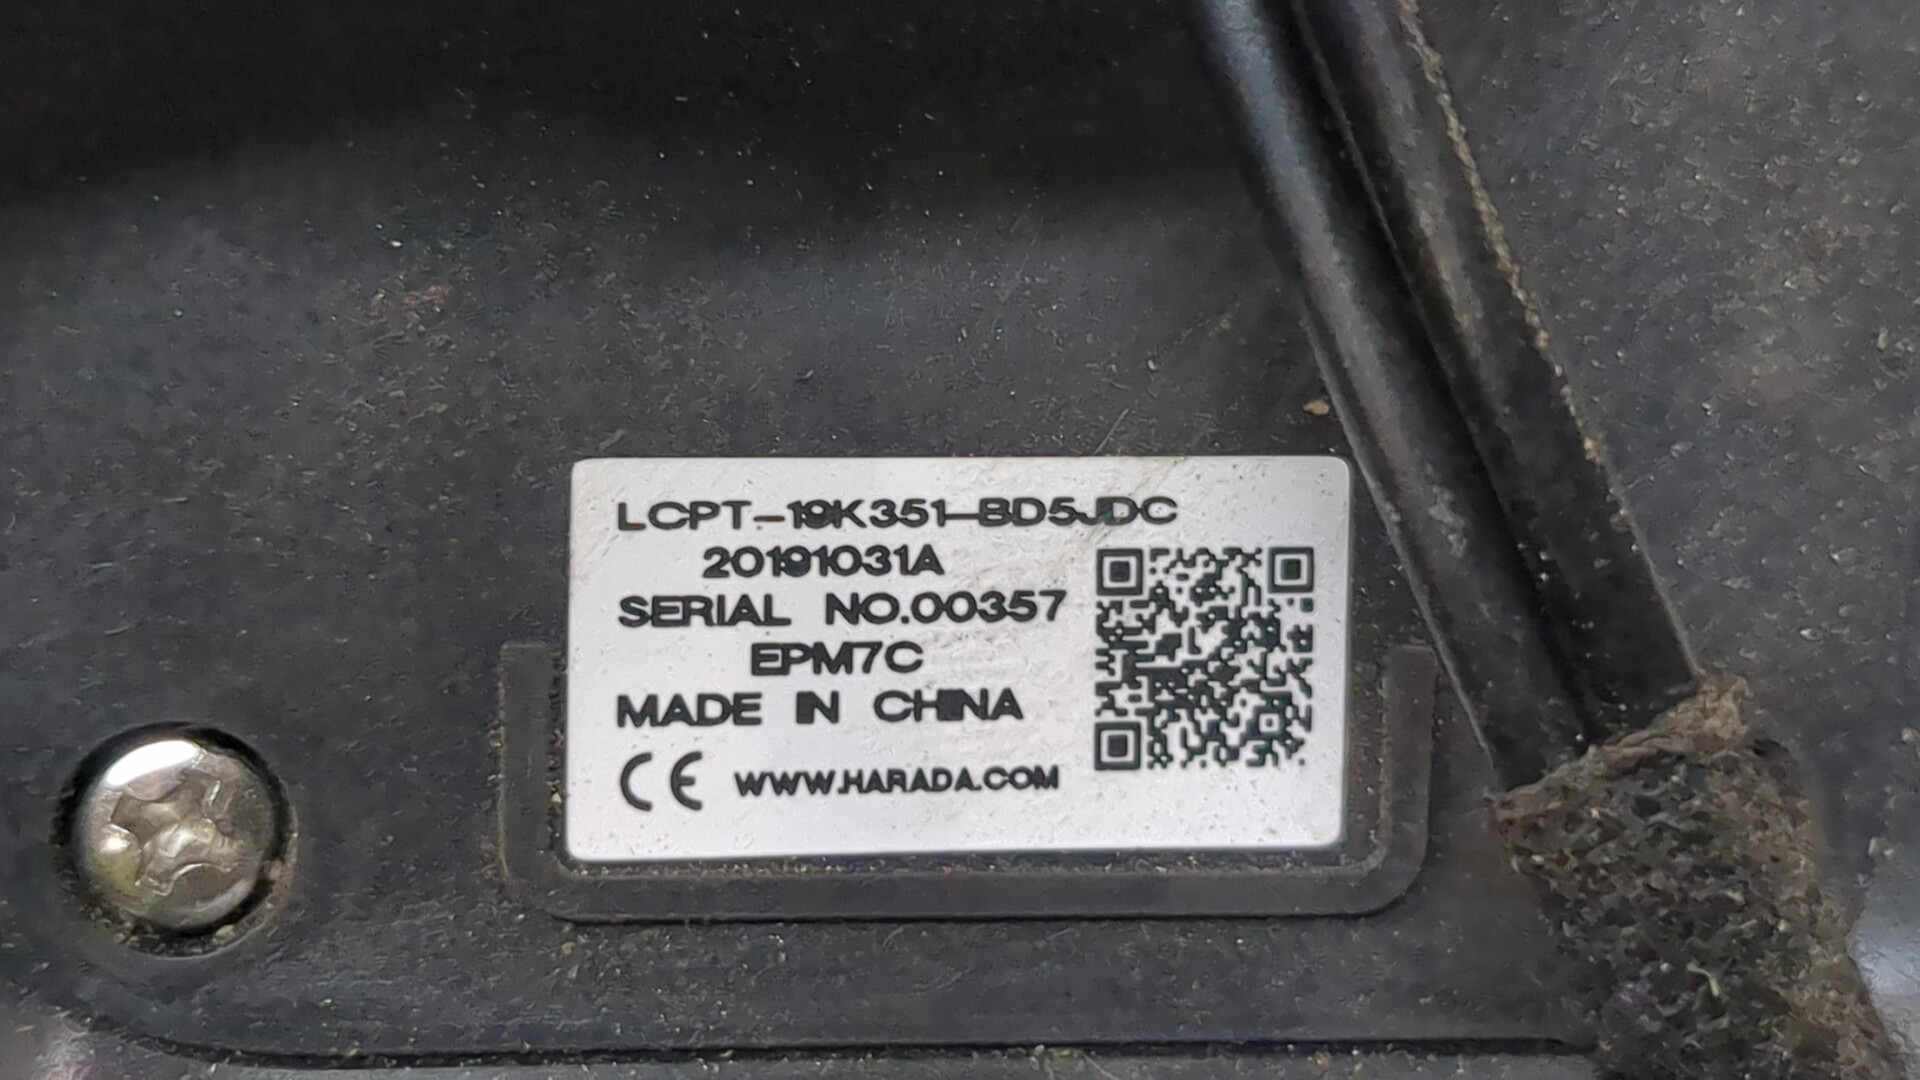 LCPT-19K351-BD5JDC
20191031A
SERIAL NO.00357
EPM7C
MADE IN CHINA
CE WWW.HARADA.COM